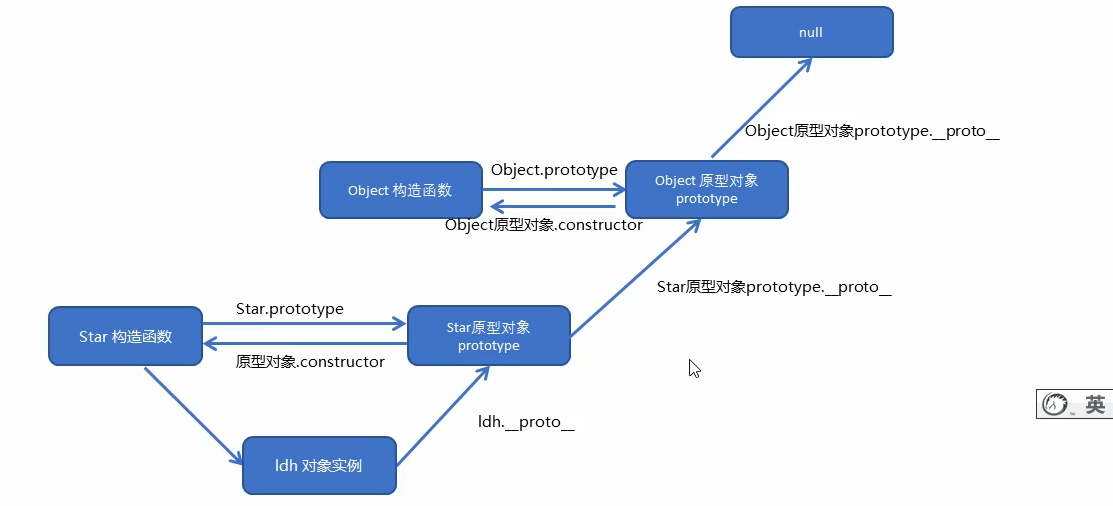 null
Object原型对象prototype.__proto__
Object.prototype
Object 构造函数
Object 原型对象
prototype
Object原型对象.constructor
Star原型对象prototype.__proto__
Star.prototype
Star 构造函数
Star原型对象
prototype
原型对象.constructor
ldh.__proto__
ldh 对象实例
英